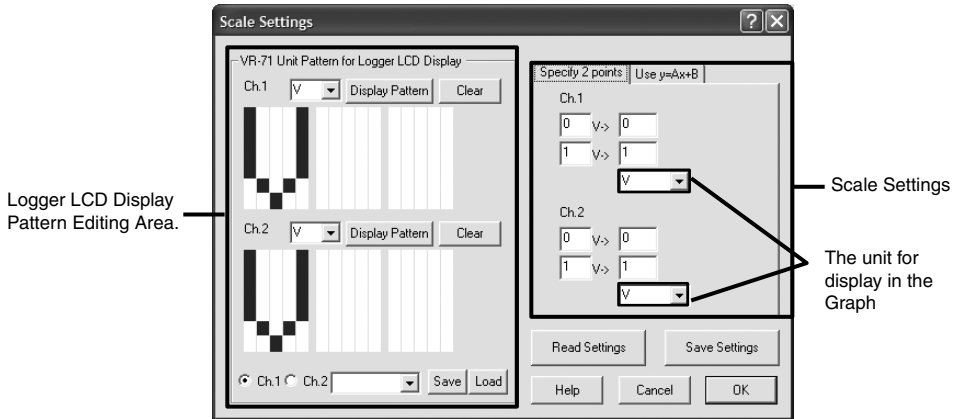 Scale Settings
VR-71 Unit Pattern for Logger LCD Display
Ch.1 V Display Pattern Clear
Ch.2 V Display Pattern Clear
Ch.1 Ch.2 Save Load
Specify 2 points Use y=Ax+B
Ch.1
0 V-> 0
1 V-> 1
V
Ch.2
0 V-> 0
1 V-> 1
V
Read Settings Save Settings
Help Cancel OK
Logger LCD Display
Pattern Editing Area.
Scale Settings
The unit for
display in the
Graph